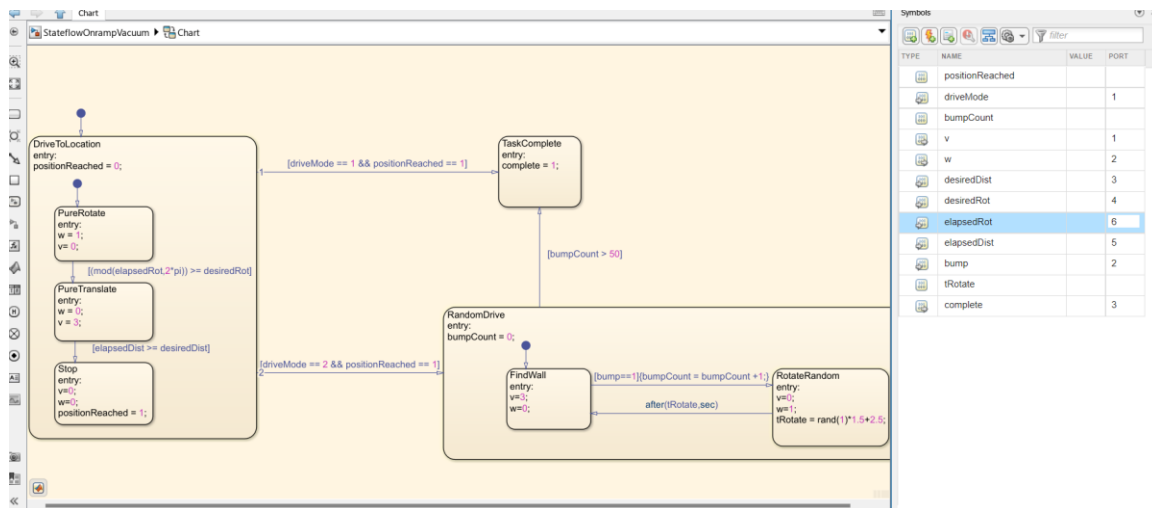 Chart
StateflowOnrampVacuum ▸ Chart
DriveToLocation
entry:
positionReached = 0;
PureRotate
entry:
w = 1;
v= 0;
[(mod(elapsedRot,2*pi)) >= desiredRot]
PureTranslate
entry:
w = 0;
v = 3;
[elapsedDist >= desiredDist]
Stop
entry:
v=0;
w=0;
positionReached = 1;
1
[driveMode == 1 && positionReached == 1]
TaskComplete
entry:
complete = 1;
[bumpCount > 50]
2
[driveMode == 2 && positionReached == 1]
RandomDrive
entry:
bumpCount = 0;
FindWall
entry:
v=3;
w=0;
[bump==1]{bumpCount = bumpCount +1;}
after(tRotate,sec)
RotateRandom
entry:
v=0;
w=1;
tRotate = rand(1)*1.5+2.5;
Symbols
filter
TYPE NAME VALUE PORT
positionReached
driveMode 1
bumpCount
v 1
w 2
desiredDist 3
desiredRot 4
elapsedRot 6
elapsedDist 5
bump 2
tRotate
complete 3